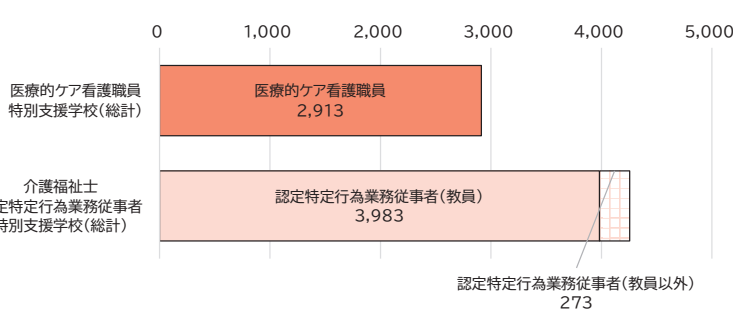 0 1,000 2,000 3,000 4,000 5,000
医療的ケア看護職員
特別支援学校(総計)
医療的ケア看護職員
2,913
介護福祉士
定特定行為業務従事者
特別支援学校(総計)
認定特定行為業務従事者(教員)
3,983
認定特定行為業務従事者(教員以外)
273